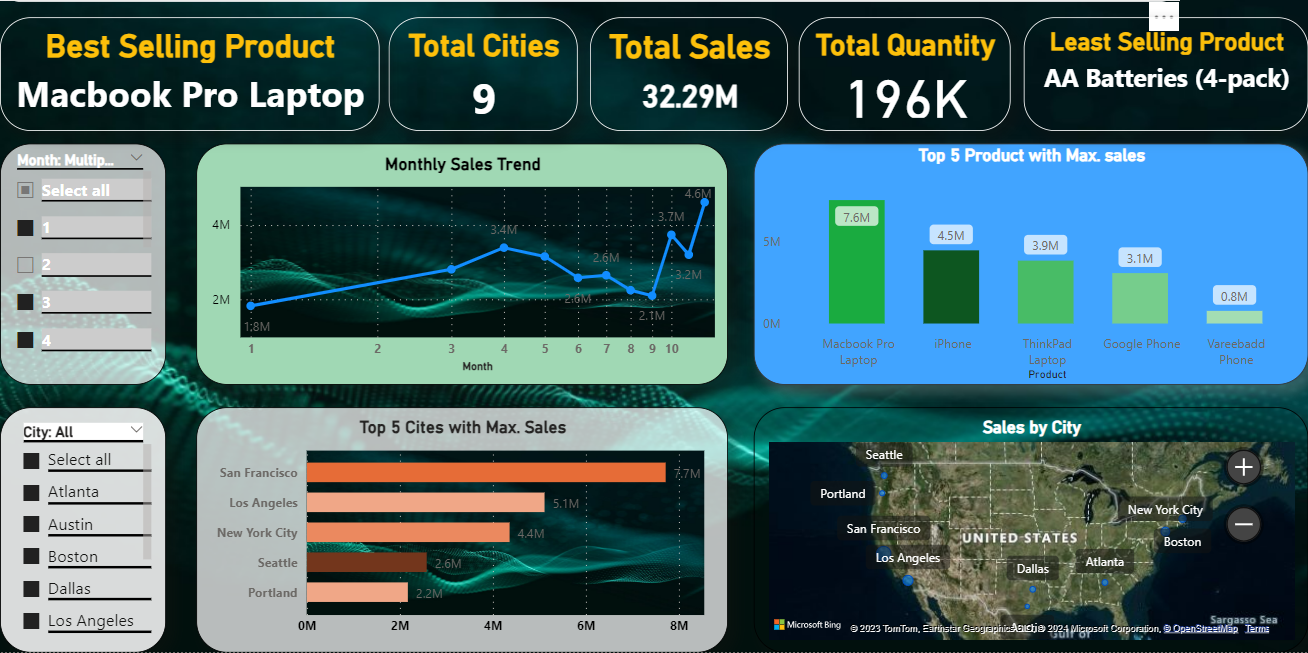 Best Selling Product
Macbook Pro Laptop
Total Cities
9
Total Sales
32.29M
Total Quantity
196K
Least Selling Product
AA Batteries (4-pack)
Month: Multip...
Select all
1
2
3
4
Monthly Sales Trend
4M
2M
1.8M
3.4M
2.6M
2.6M
2.1M
3.7M
3.2M
4.6M
1 2 3 4 5 6 7 8 9 10
Month
Top 5 Product with Max. sales
5M
0M
7.6M
4.5M
3.9M
3.1M
0.8M
Macbook Pro
Laptop
iPhone
ThinkPad
Laptop
Google Phone
Vareebadd
Phone
Product
City: All
Select all
Atlanta
Austin
Boston
Dallas
Los Angeles
Top 5 Cites with Max. Sales
San Francisco 7.7M
Los Angeles 5.1M
New York City 4.4M
Seattle 2.6M
Portland 2.2M
0M 2M 4M 6M 8M
Sales by City
Seattle
Portland
San Francisco
Los Angeles
UNITED STATES
New York City
Boston
Dallas
Atlanta
Sargasso Sea
Gulf of
Microsoft Bing
© 2023 TomTom, Earthstar Geographics
© 2024 Microsoft Corporation, © OpenStreetMap Terms